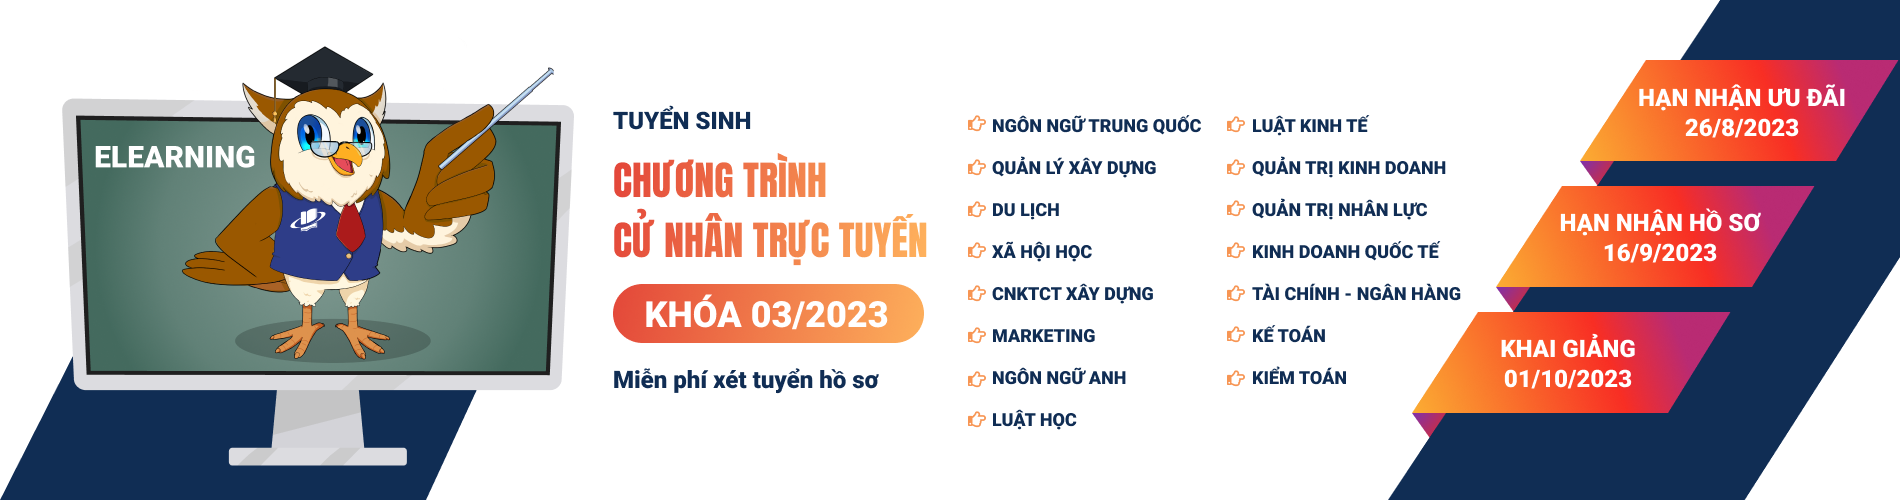 ELEARNING
TUYỂN SINH
CHƯƠNG TRÌNH
CỬ NHÂN TRỰC TUYẾN
KHÓA 03/2023
Miễn phí xét tuyển hồ sơ
NGÔN NGỮ TRUNG QUỐC
QUẢN LÝ XÂY DỰNG
DU LỊCH
XÃ HỘI HỌC
CNKTCT XÂY DỰNG
MARKETING
NGÔN NGỮ ANH
LUẬT HỌC
LUẬT KINH TẾ
QUẢN TRỊ KINH DOANH
QUẢN TRỊ NHÂN LỰC
KINH DOANH QUỐC TẾ
TÀI CHÍNH - NGÂN HÀNG
KẾ TOÁN
KIỂM TOÁN
HẠN NHẬN ƯU ĐÃI
26/8/2023
HẠN NHẬN HỒ SƠ
16/9/2023
KHAI GIẢNG
01/10/2023